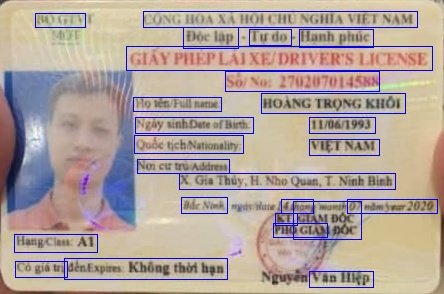 BỘ GTVT CỘNG HÒA XÃ HỘI CHỦ NGHĨA VIỆT NAM
MOT Độc lập - Tự do - Hạnh phúc
GIẤY PHÉP LÁI XE/DRIVER'S LICENSE
Số/No: 270207014588
Họ tên/Full name: HOÀNG TRỌNG KHÔI
Ngày sinh/Date of Birth: 11/06/1993
Quốc tịch/Nationality: VIỆT NAM
Nơi cư trú/Address:
X. Gia Thủy, H. Nho Quan, T. Ninh Bình
Bắc Ninh, ngày/date 14 tháng/month 07 năm/year 2020
KT. GIÁM ĐỐC
PHÓ GIÁM ĐỐC
Hạng/Class: A1
Có giá trị đến/Expires: Không thời hạn
Nguyễn Văn Hiệp